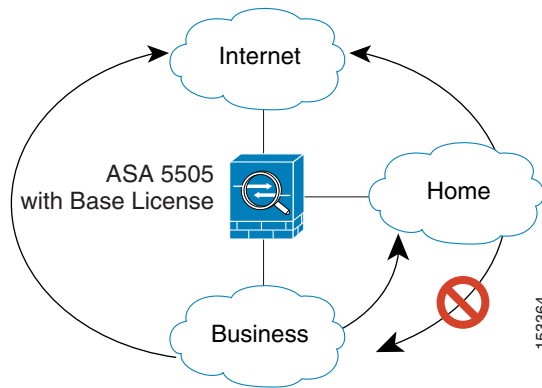 Internet
ASA 5505
with Base License
Home
Business
153364